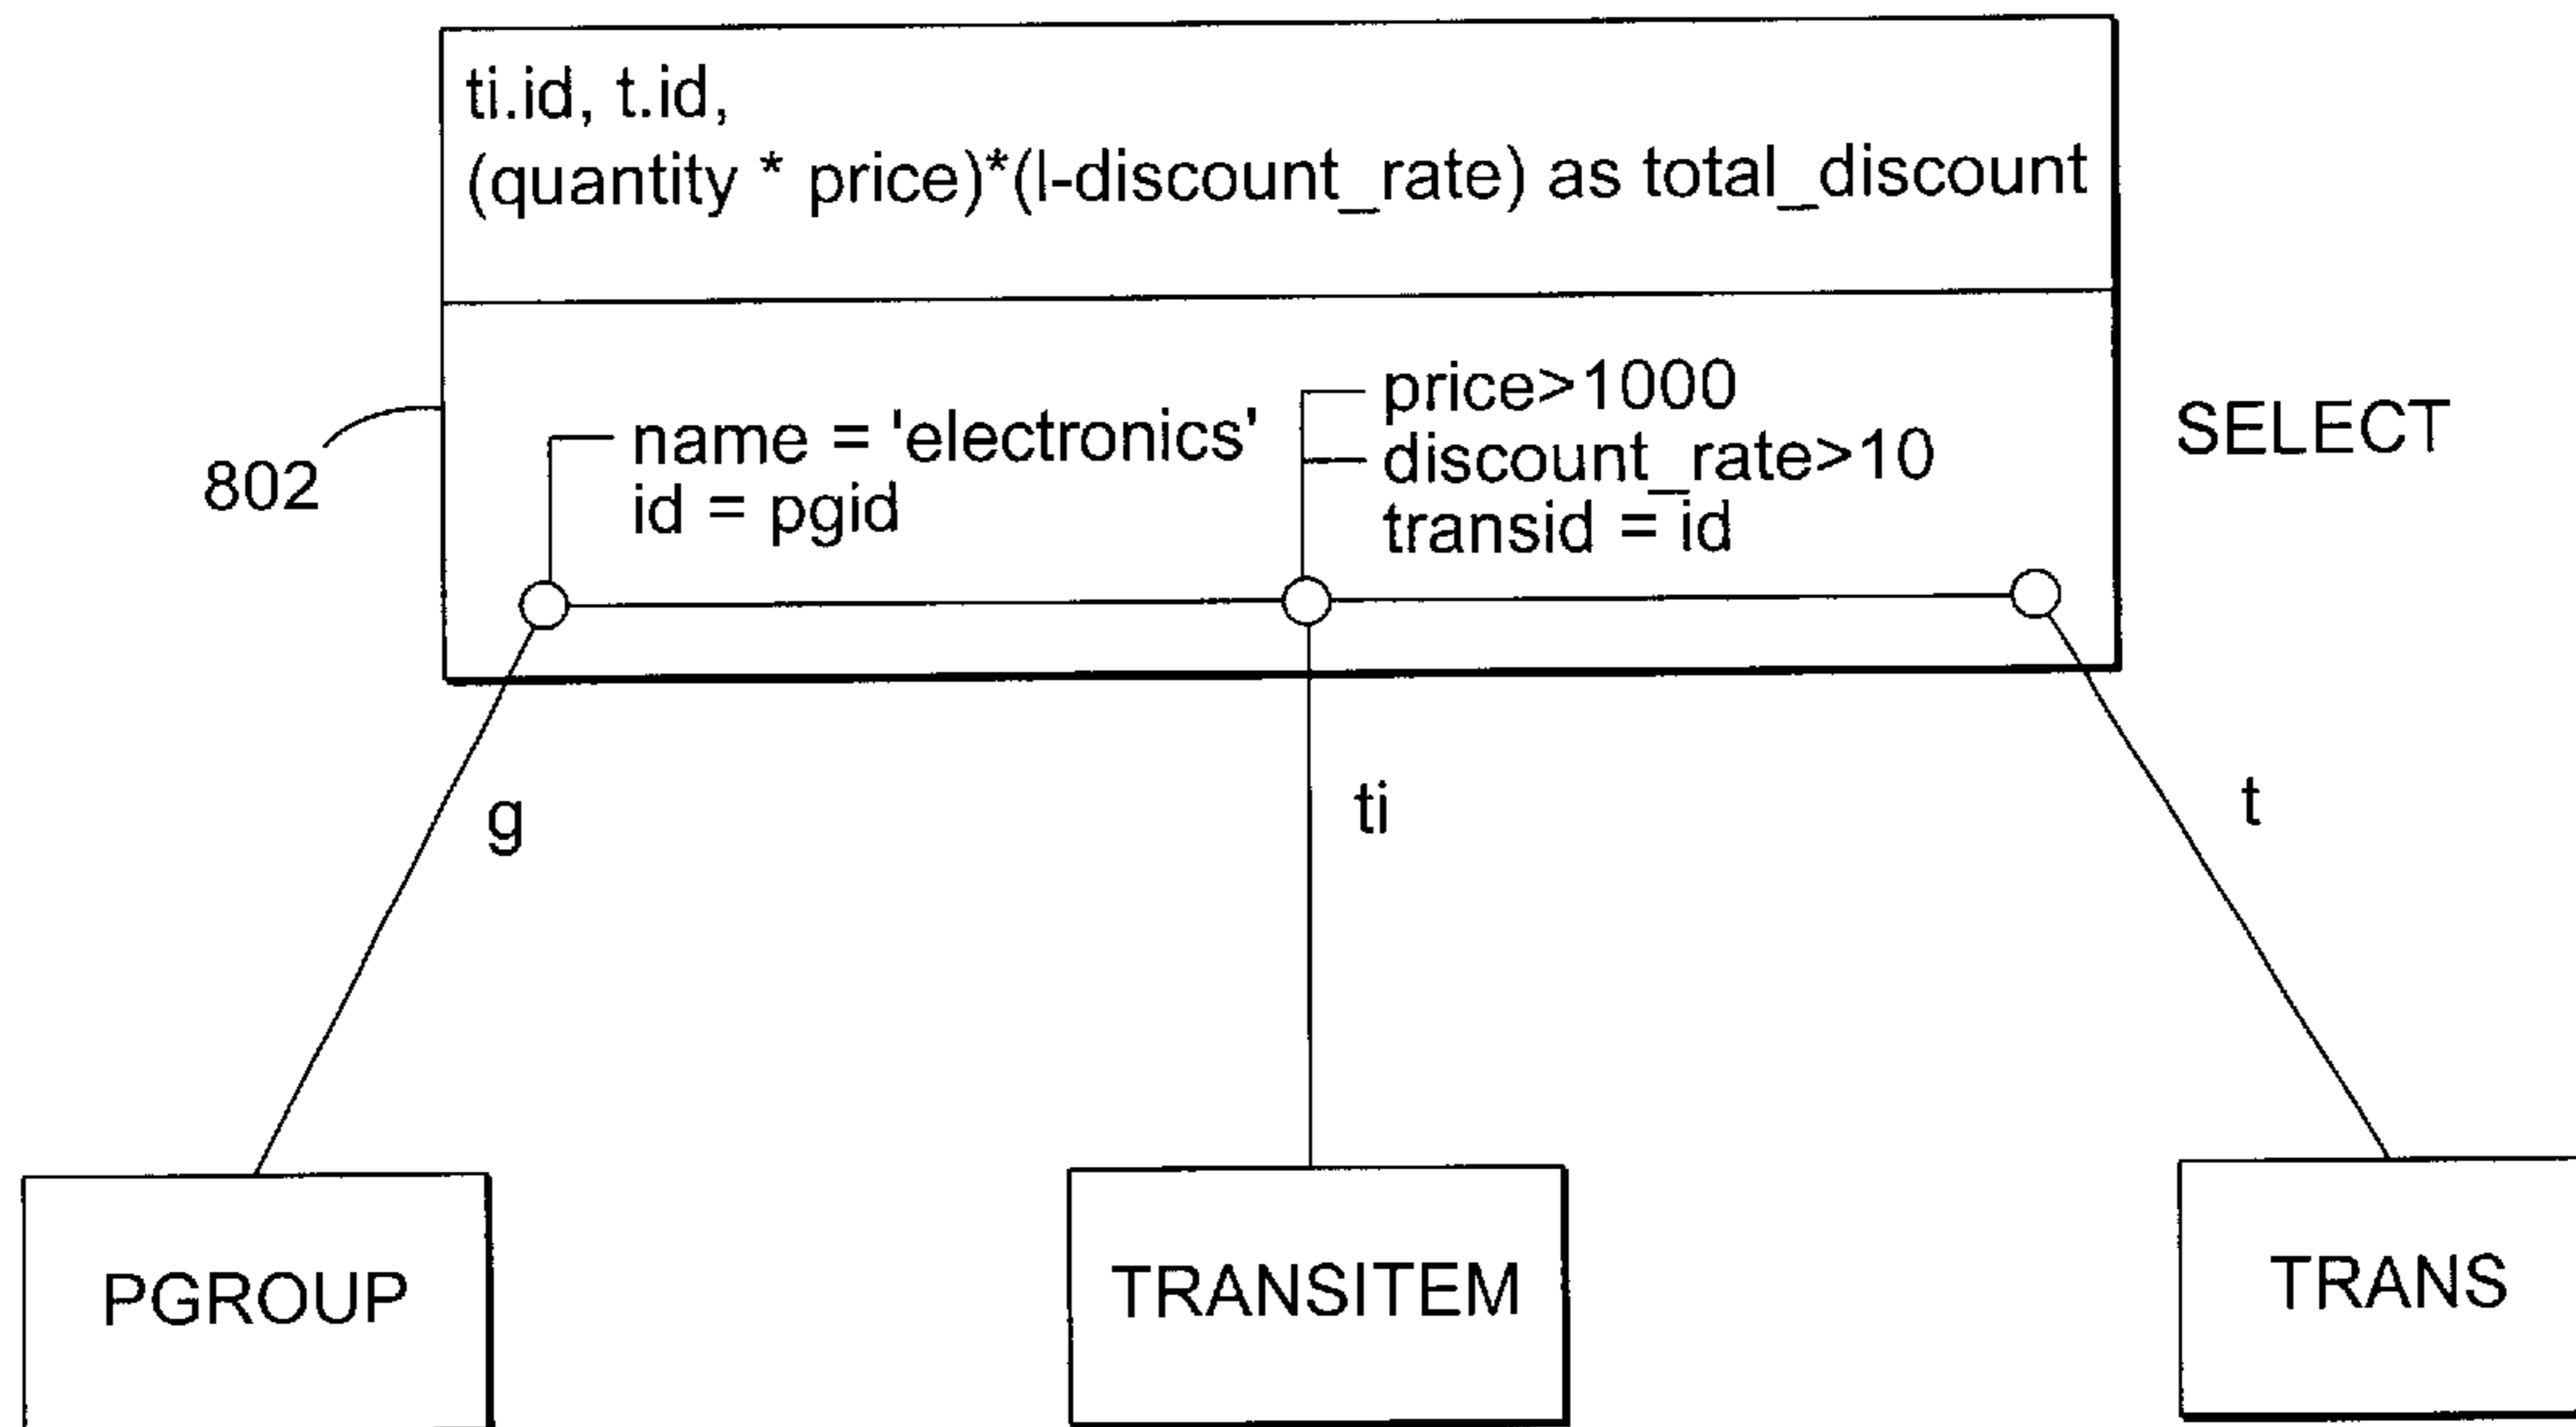 ti.id, t.id,
(quantity * price)*(l-discount_rate) as total_discount
802
name = 'electronics'
id = pgid
price>1000
discount_rate>10
transid = id
SELECT
g
ti
t
PGROUP
TRANSITEM
TRANS